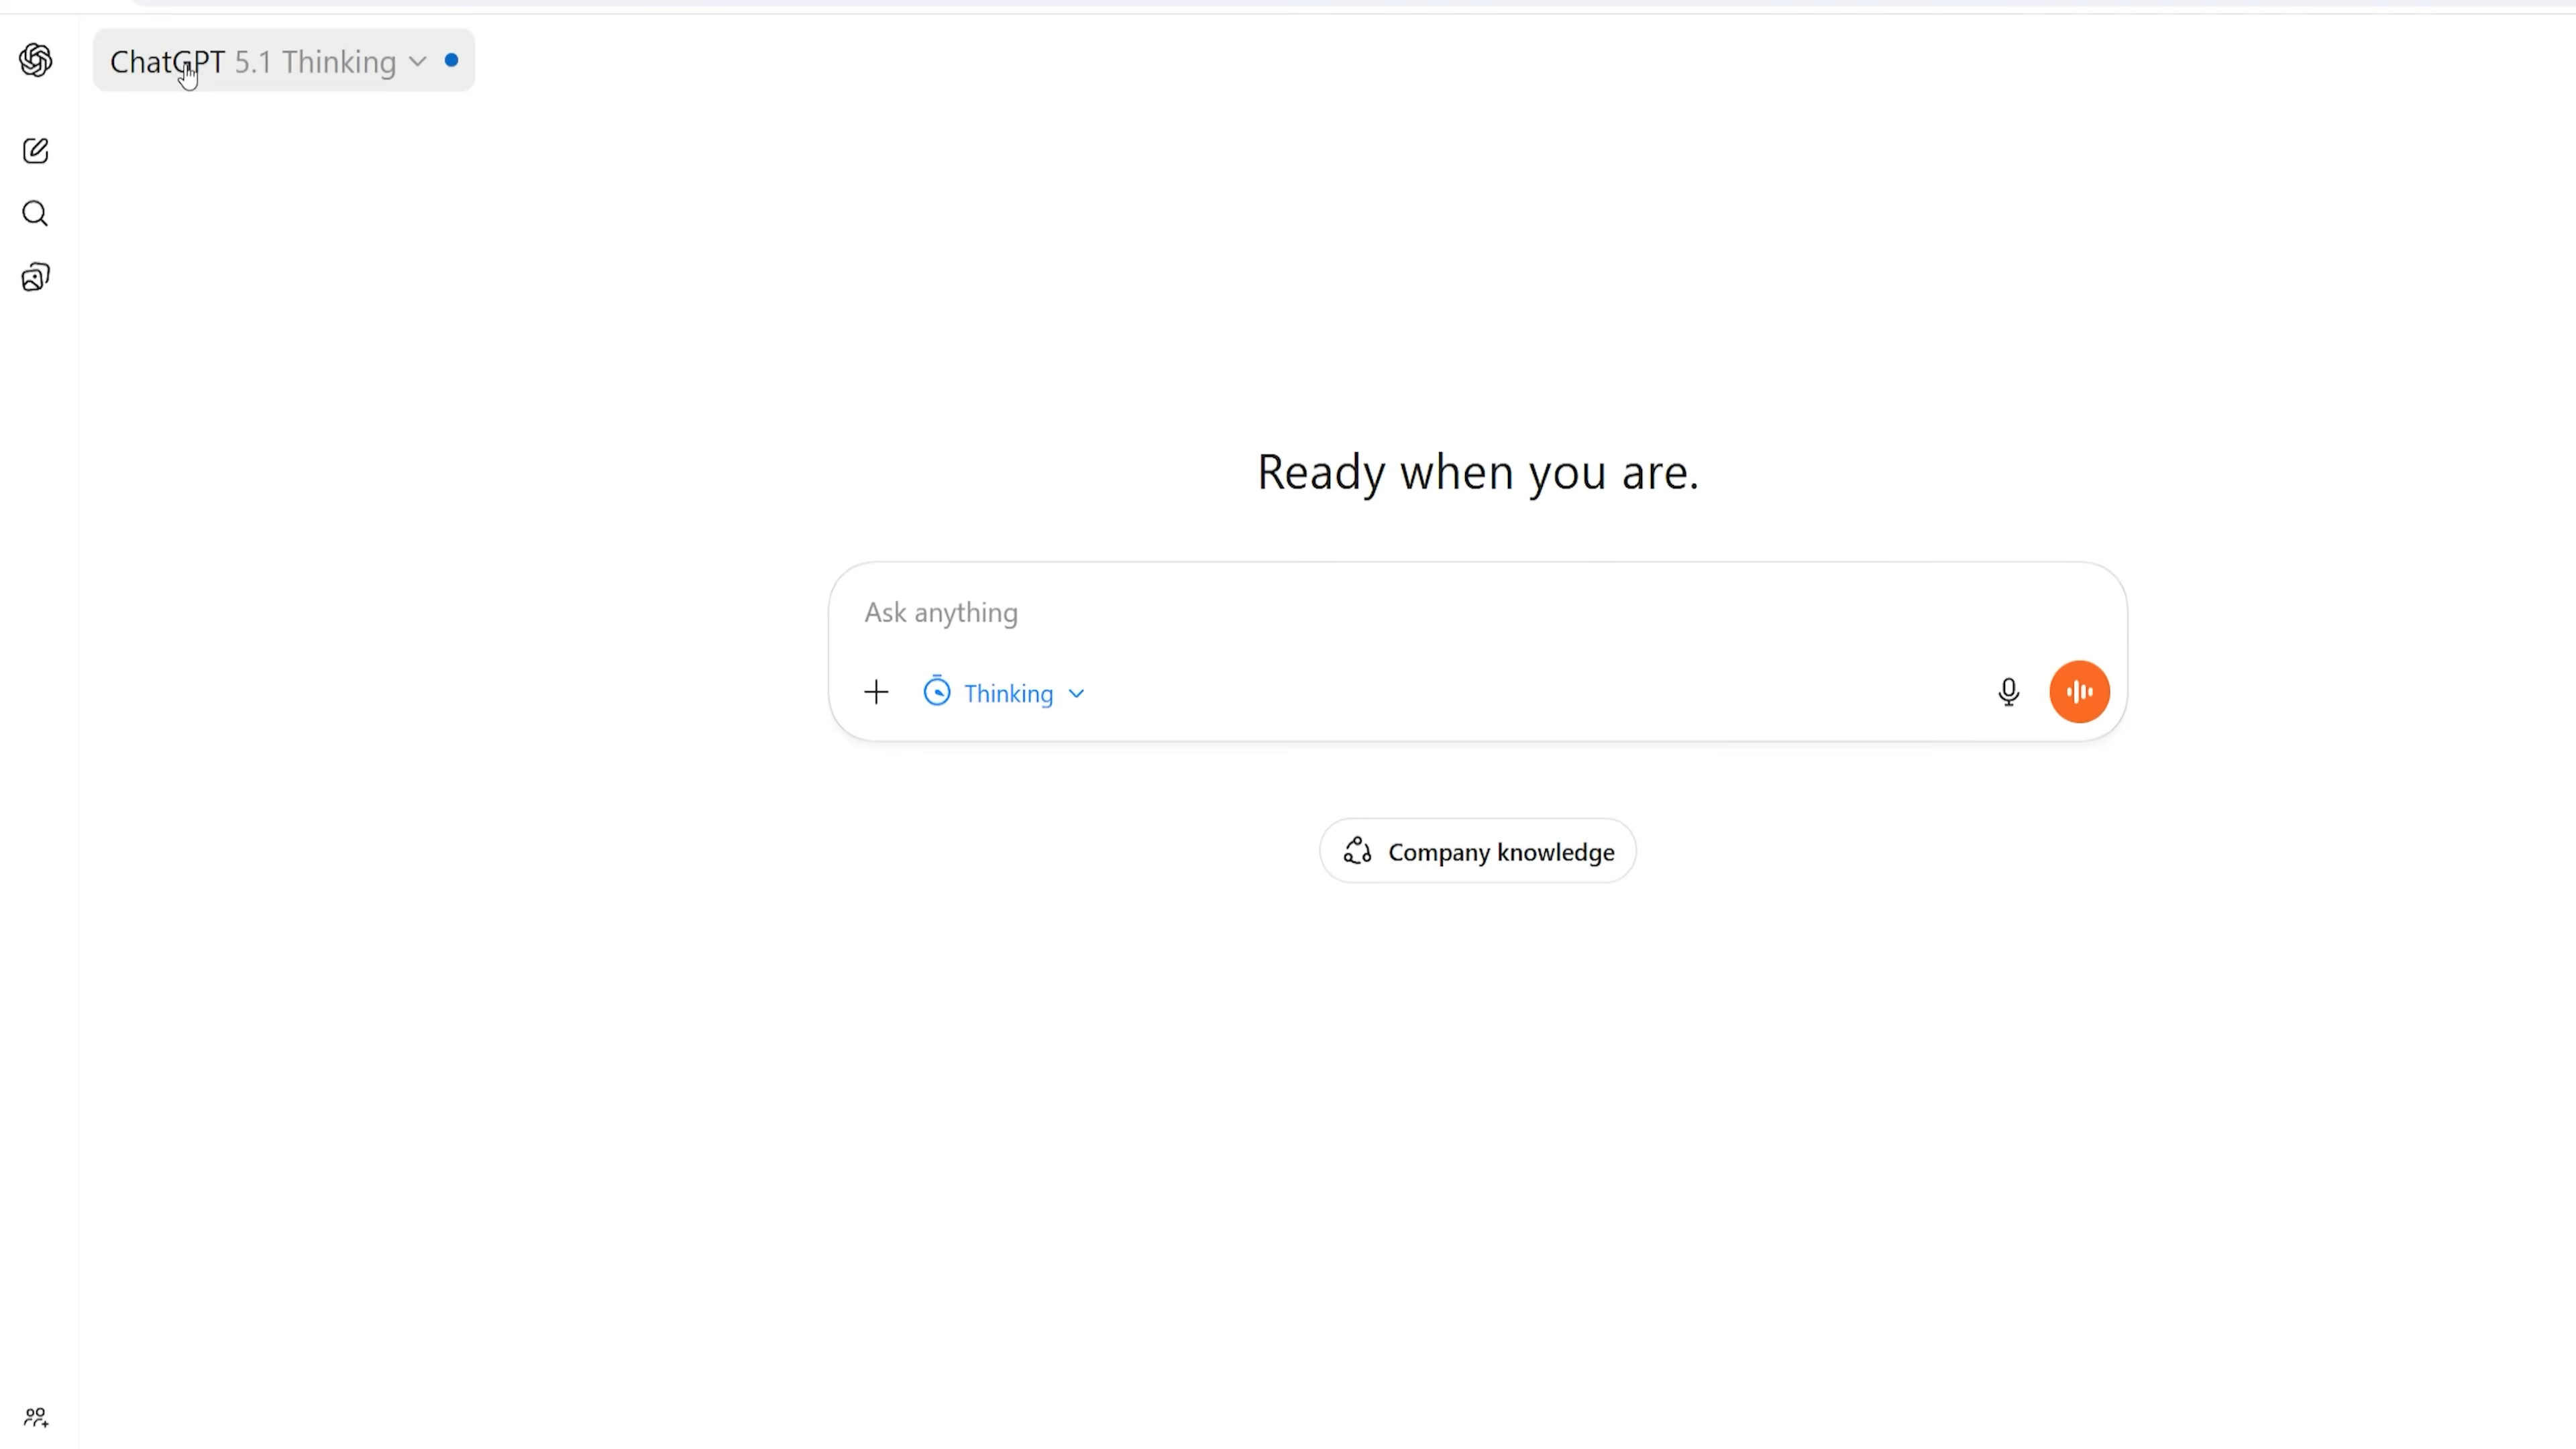 ChatGPT 5.1 Thinking
Ready when you are.
Ask anything
Thinking
Company knowledge